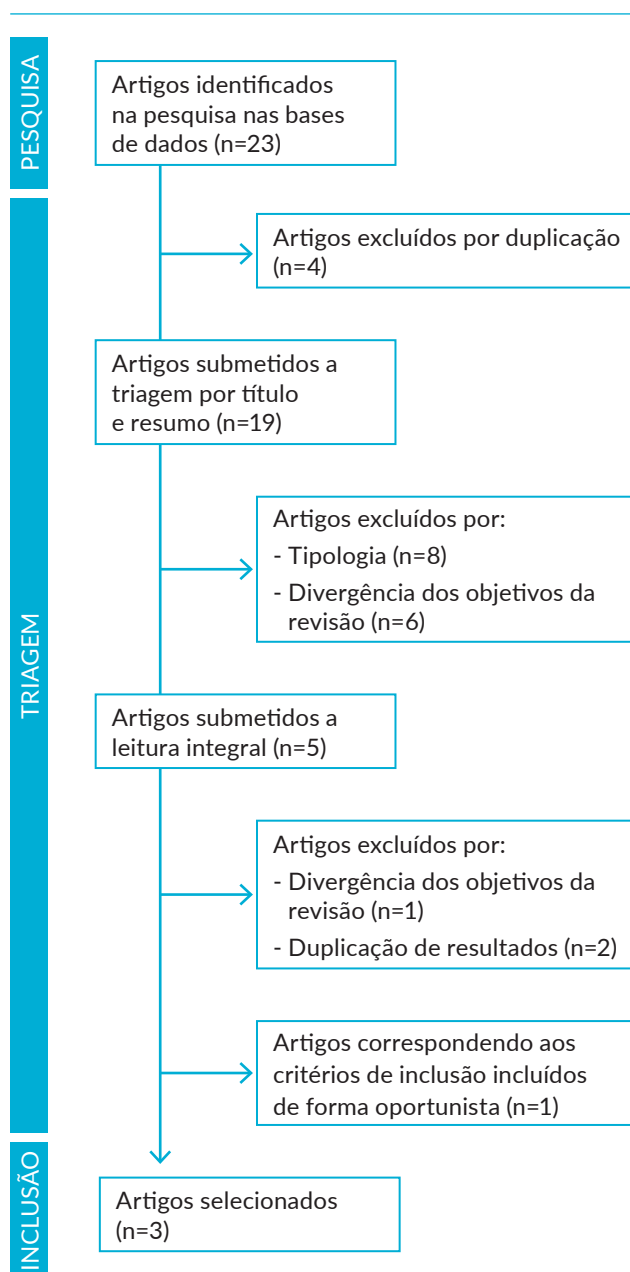 PESQUISA
Artigos identificados
na pesquisa nas bases
de dados (n=23)
TRIAGEM
Artigos excluídos por duplicação
(n=4)
Artigos submetidos a
triagem por título
e resumo (n=19)
Artigos excluídos por:
- Tipologia (n=8)
- Divergência dos objetivos da
revisão (n=6)
Artigos submetidos a
leitura integral (n=5)
Artigos excluídos por:
- Divergência dos objetivos da
revisão (n=1)
- Duplicação de resultados (n=2)
Artigos correspondendo aos
critérios de inclusão incluídos
de forma oportunista (n=1)
INCLUSÃO
Artigos selecionados
(n=3)